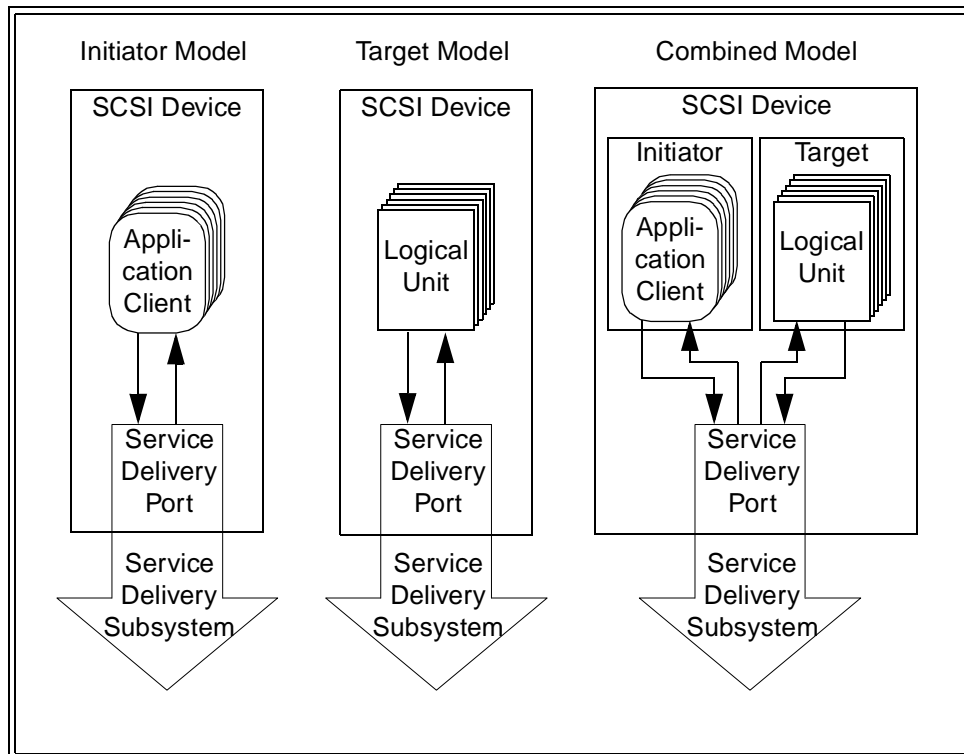 Initiator Model
SCSI Device
Appli-
cation
Client
Service
Delivery
Port
Service
Delivery
Subsystem
Target Model
SCSI Device
Logical
Unit
Service
Delivery
Port
Service
Delivery
Subsystem
Combined Model
SCSI Device
Initiator
Appli-
cation
Client
Target
Logical
Unit
Service
Delivery
Port
Service
Delivery
Subsystem